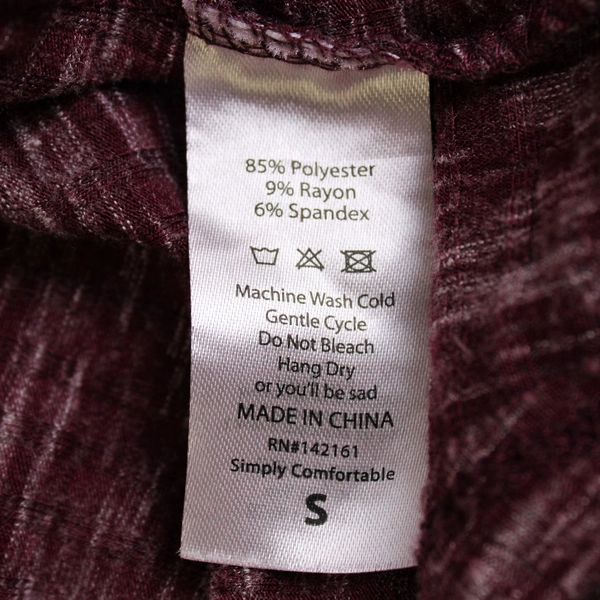 85% Polyester
9% Rayon
6% Spandex
Machine Wash Cold
Gentle Cycle
Do Not Bleach
Hang Dry
or you'll be sad
MADE IN CHINA
RN#142161
Simply Comfortable
S